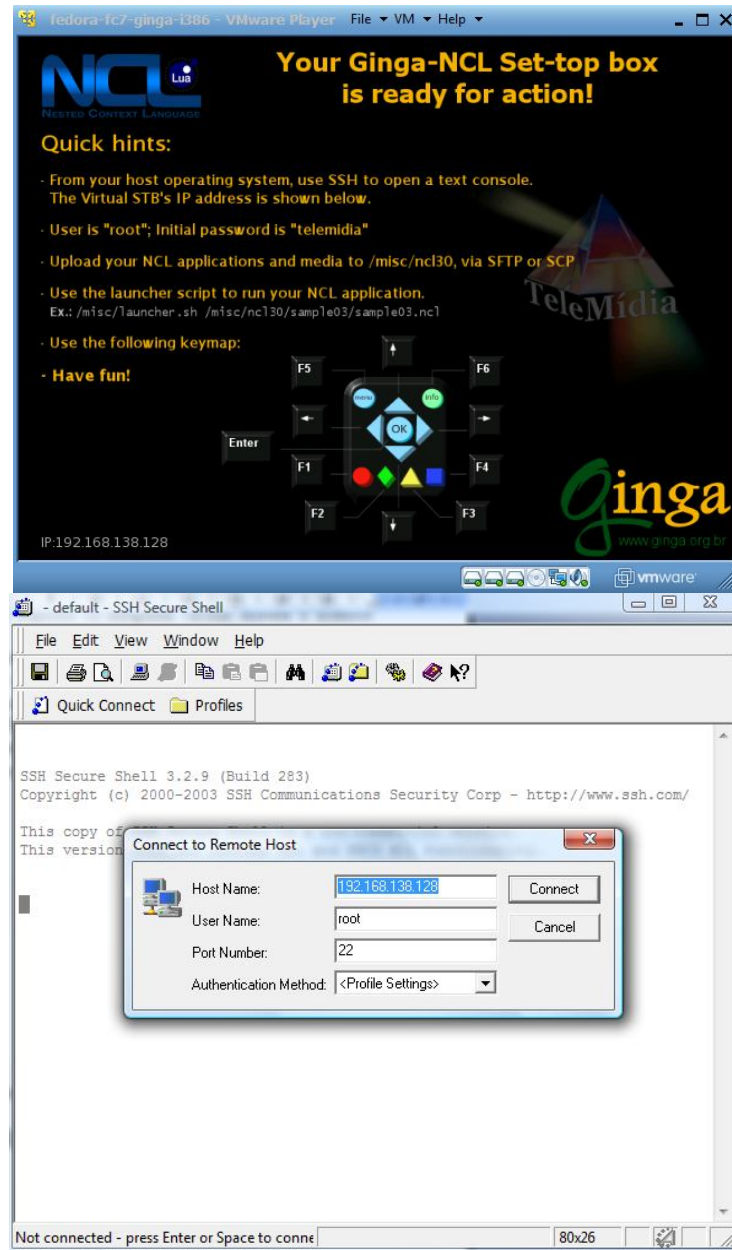 fedora-fc7-ginga-i386 - VMware Player File VM Help
NCL Lua
NESTED CONTEXT LANGUAGE
Your Ginga-NCL Set-top box
is ready for action!
Quick hints:
- From your host operating system, use SSH to open a text console.
The Virtual STB's IP address is shown below.
- User is "root"; Initial password is "telemidia"
- Upload your NCL applications and media to /misc/ncl30, via SFTP or SCP
- Use the launcher script to run your NCL application.
Ex.: /misc/launcher.sh /misc/ncl30/sample03/sample03.ncl
TeleMídia
- Use the following keymap:
- Have fun!
F5 F6
menu info
OK
Enter
F1 F4
F2 F3
Ginga
www.ginga.org.br
IP:192.168.138.128
vmware
- default - SSH Secure Shell
File Edit View Window Help
Quick Connect Profiles
SSH Secure Shell 3.2.9 (Build 283)
Copyright (c) 2000-2003 SSH Communications Security Corp - http://www.ssh.com/
This copy of
This version
Connect to Remote Host
Host Name: 192.168.138.128 Connect
User Name: root Cancel
Port Number: 22
Authentication Method: <Profile Settings>
Not connected - press Enter or Space to conne 80x26